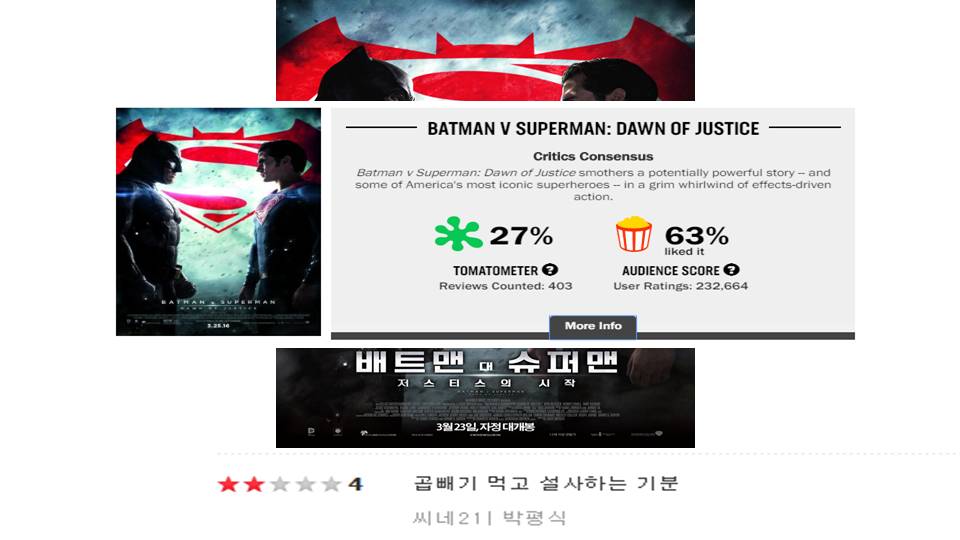 BATMAN V SUPERMAN: DAWN OF JUSTICE
Critics Consensus
Batman v Superman: Dawn of Justice smothers a potentially powerful story -- and
some of America's most iconic superheroes -- in a grim whirlwind of effects-driven
action.
27%
63%
liked it
TOMATOMETER ?
AUDIENCE SCORE ?
Reviews Counted: 403
User Ratings: 232,664
More Info
BATMAN v SUPERMAN
DAWN OF JUSTICE
3.25.16
배트맨 대 슈퍼맨
저스티스의 시작
3월 23일, 자정 대개봉
4 곱빼기 먹고 설사하는 기분
씨네21| 박평식